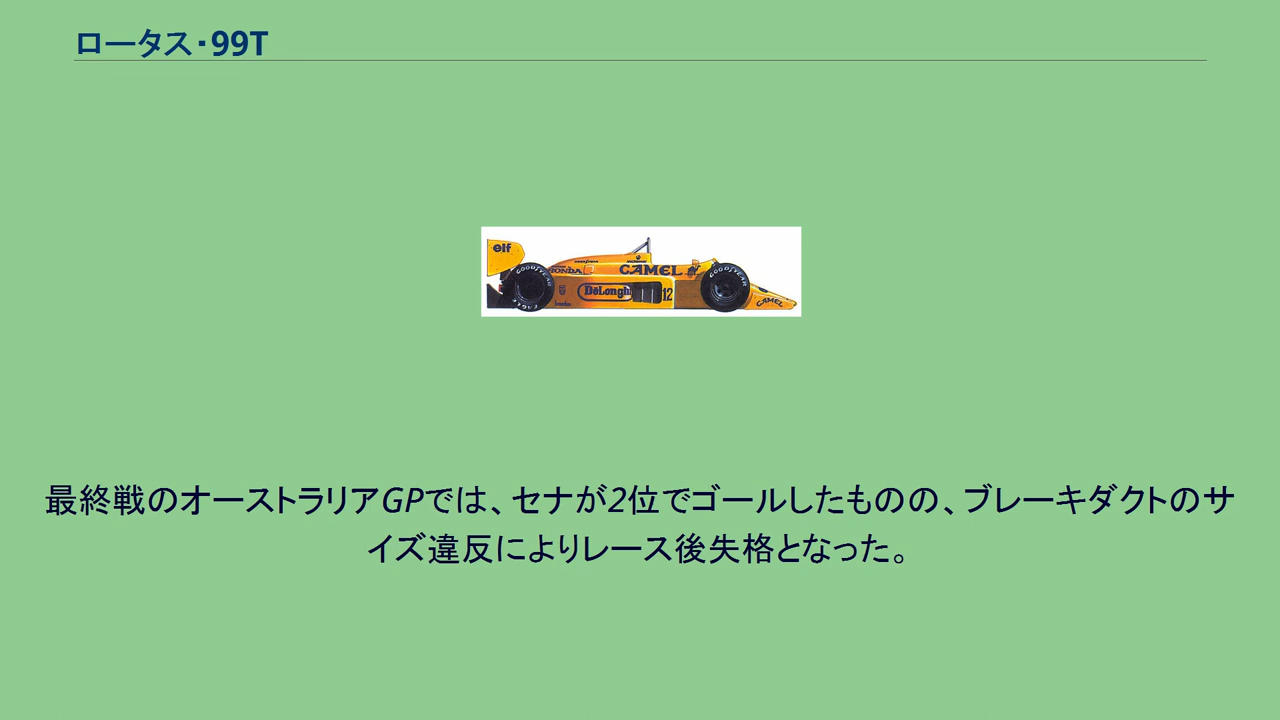 ロータス・99T
elf
GOODYEAR
HONDA
CAMEL
DeLonghi
12
GOODYEAR
CAMEL
EAGLE
最終戦のオーストラリアGPでは、セナが2位でゴールしたものの、ブレーキダクトのサ
イズ違反によりレース後失格となった。